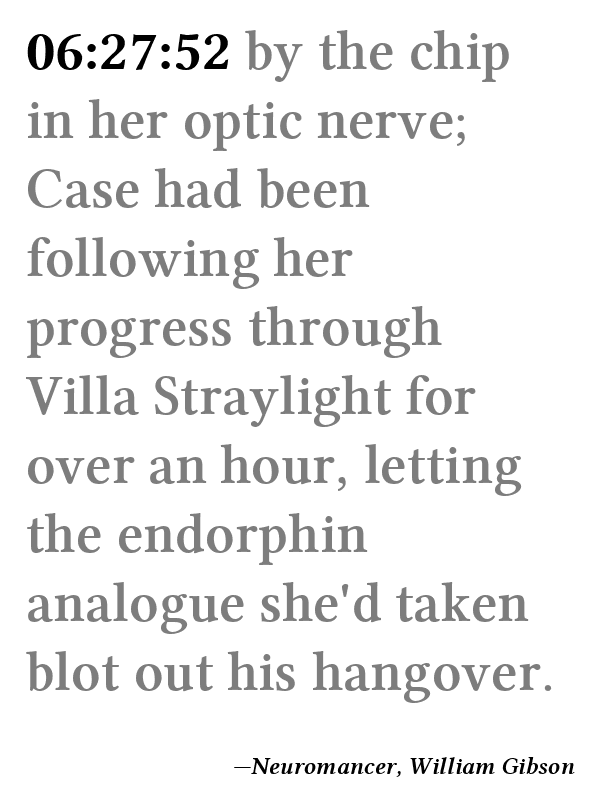 06:27:52 by the chip
in her optic nerve;
Case had been
following her
progress through
Villa Straylight for
over an hour, letting
the endorphin
analogue she'd taken
blot out his hangover.
—Neuromancer, William Gibson